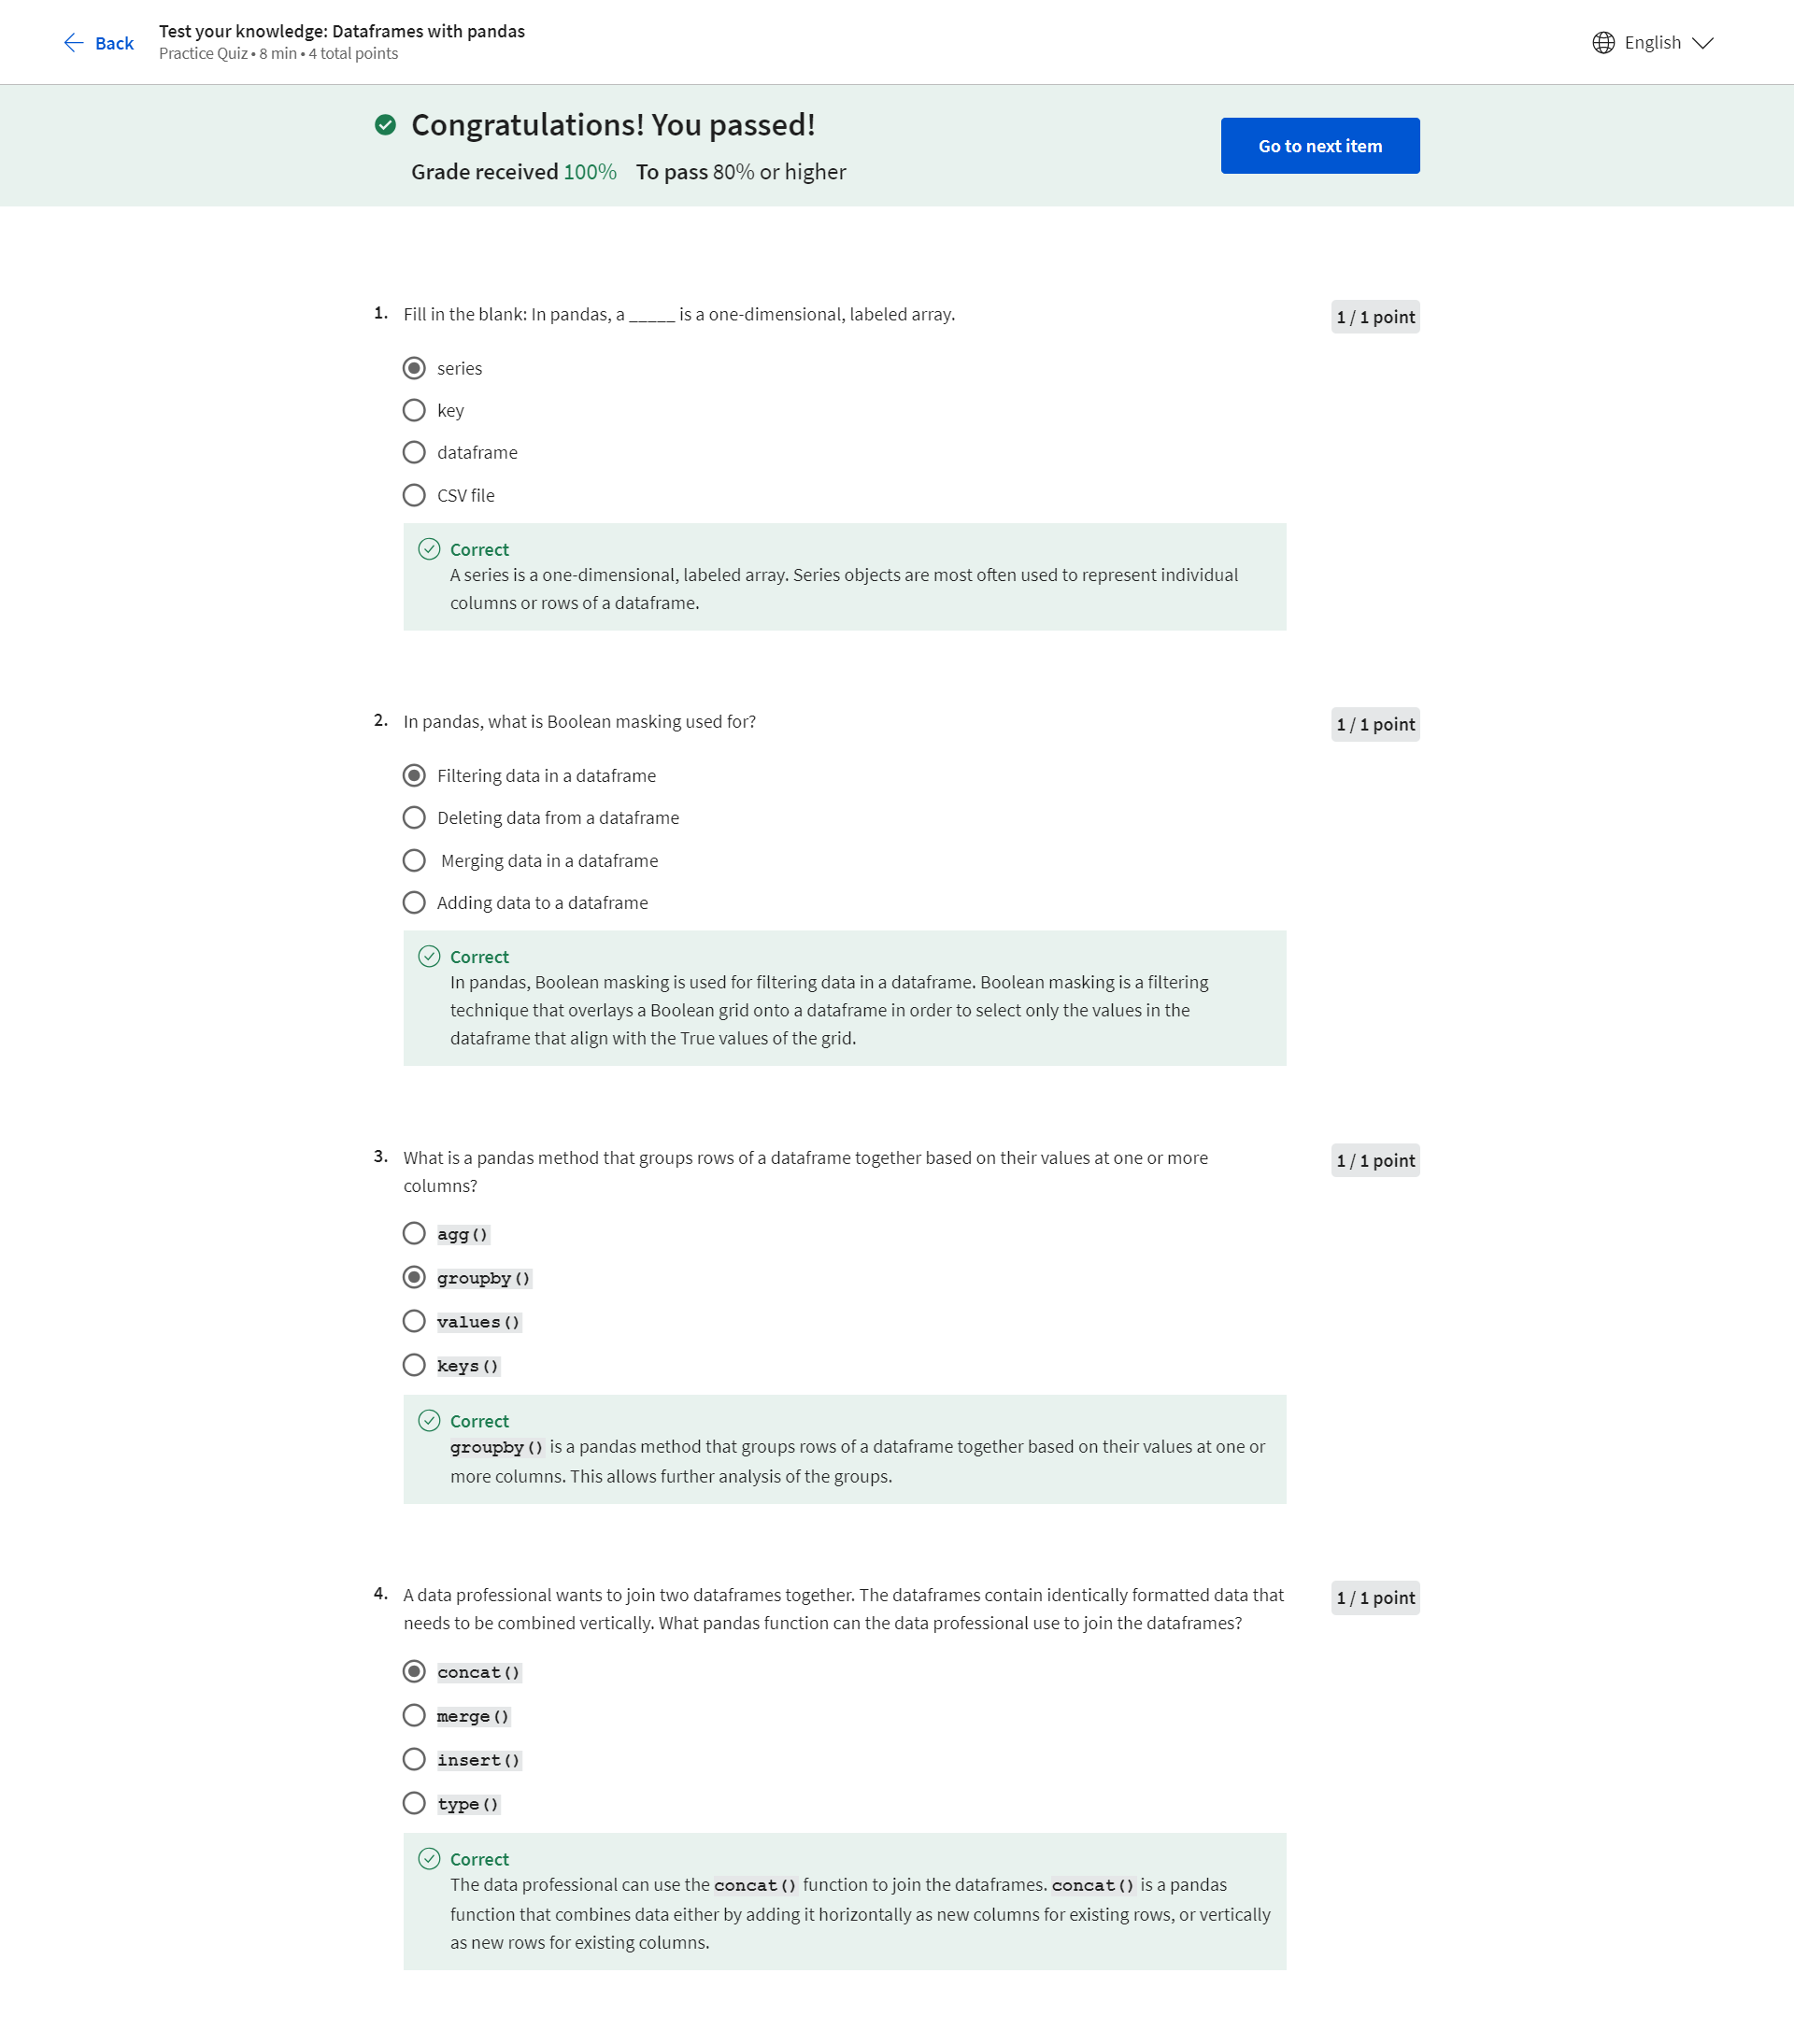 Back
Test your knowledge: Dataframes with pandas
Practice Quiz • 8 min • 4 total points
English
Congratulations! You passed!
Grade received 100% To pass 80% or higher
Go to next item
1. Fill in the blank: In pandas, a _____ is a one-dimensional, labeled array.
1 / 1 point
series
key
dataframe
CSV file
Correct
A series is a one-dimensional, labeled array. Series objects are most often used to represent individual
columns or rows of a dataframe.
2. In pandas, what is Boolean masking used for?
1 / 1 point
Filtering data in a dataframe
Deleting data from a dataframe
Merging data in a dataframe
Adding data to a dataframe
Correct
In pandas, Boolean masking is used for filtering data in a dataframe. Boolean masking is a filtering
technique that overlays a Boolean grid onto a dataframe in order to select only the values in the
dataframe that align with the True values of the grid.
3. What is a pandas method that groups rows of a dataframe together based on their values at one or more
columns?
1 / 1 point
agg()
groupby()
values()
keys()
Correct
groupby() is a pandas method that groups rows of a dataframe together based on their values at one or
more columns. This allows further analysis of the groups.
4. A data professional wants to join two dataframes together. The dataframes contain identically formatted data that
needs to be combined vertically. What pandas function can the data professional use to join the dataframes?
1 / 1 point
concat()
merge()
insert()
type()
Correct
The data professional can use the concat() function to join the dataframes. concat() is a pandas
function that combines data either by adding it horizontally as new columns for existing rows, or vertically
as new rows for existing columns.